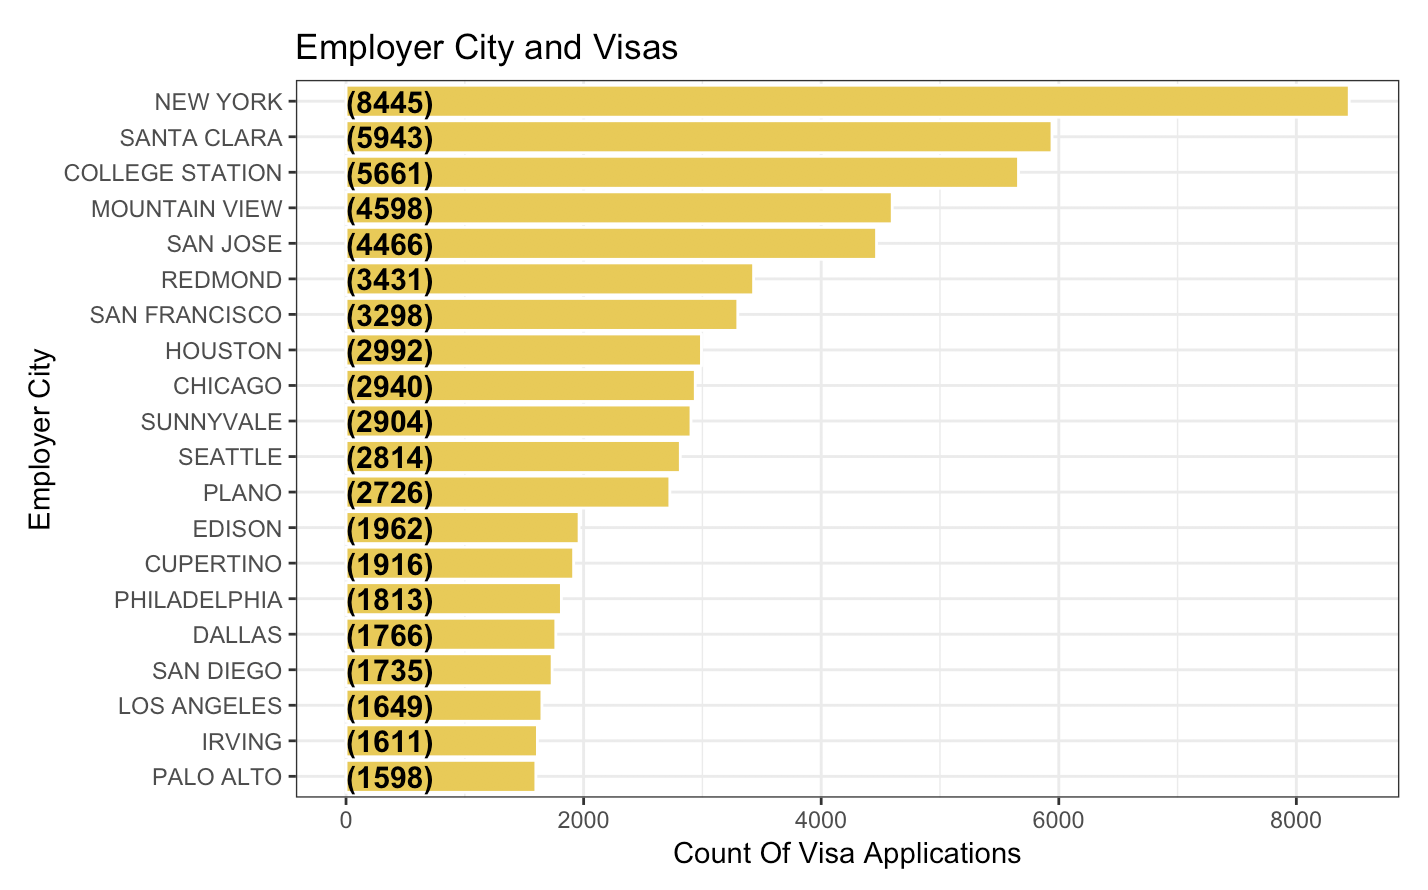 Employer City and Visas
NEW YORK (8445)
SANTA CLARA (5943)
COLLEGE STATION (5661)
MOUNTAIN VIEW (4598)
SAN JOSE (4466)
REDMOND (3431)
SAN FRANCISCO (3298)
HOUSTON (2992)
CHICAGO (2940)
SUNNYVALE (2904)
SEATTLE (2814)
PLANO (2726)
EDISON (1962)
CUPERTINO (1916)
PHILADELPHIA (1813)
DALLAS (1766)
SAN DIEGO (1735)
LOS ANGELES (1649)
IRVING (1611)
PALO ALTO (1598)
Employer City
0 2000 4000 6000 8000
Count Of Visa Applications